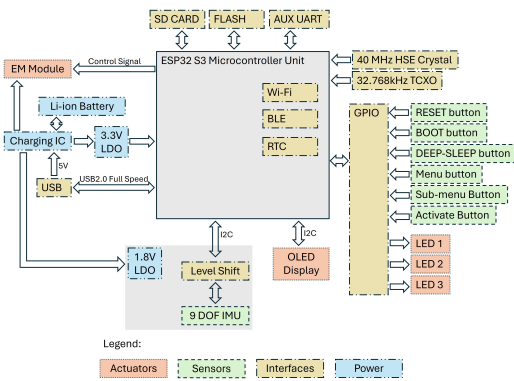 SD CARD
FLASH
AUX UART
ESP32 S3 Microcontroller Unit
40 MHz HSE Crystal
32.768kHz TCXO
EM Module
Control Signal
Wi-Fi
BLE
RTC
Li-ion Battery
Charging IC
3.3V
LDO
5V
USB
USB2.0 Full Speed
GPIO
RESET button
BOOT button
DEEP-SLEEP button
Menu button
Sub-menu Button
Activate Button
LED 1
LED 2
LED 3
I2C
I2C
1.8V
LDO
Level Shift
OLED
Display
9 DOF IMU
Legend:
Actuators
Sensors
Interfaces
Power